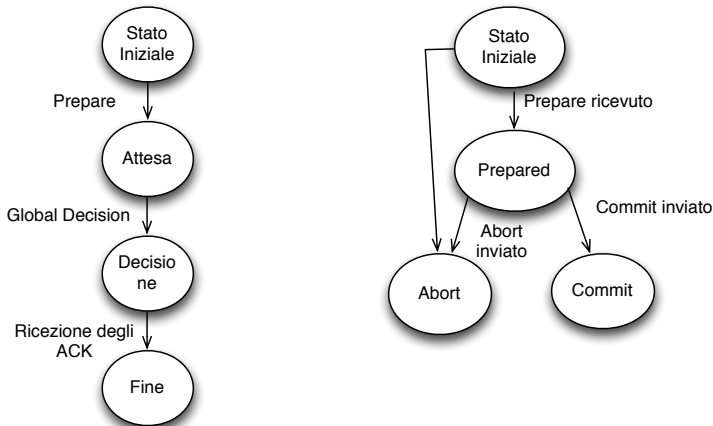 Stato
Iniziale
Prepare
Attesa
Global Decision
Decisio
ne
Ricezione degli
ACK
Fine
Stato
Iniziale
Prepare ricevuto
Prepared
Commit inviato
Abort
inviato
Abort
Commit